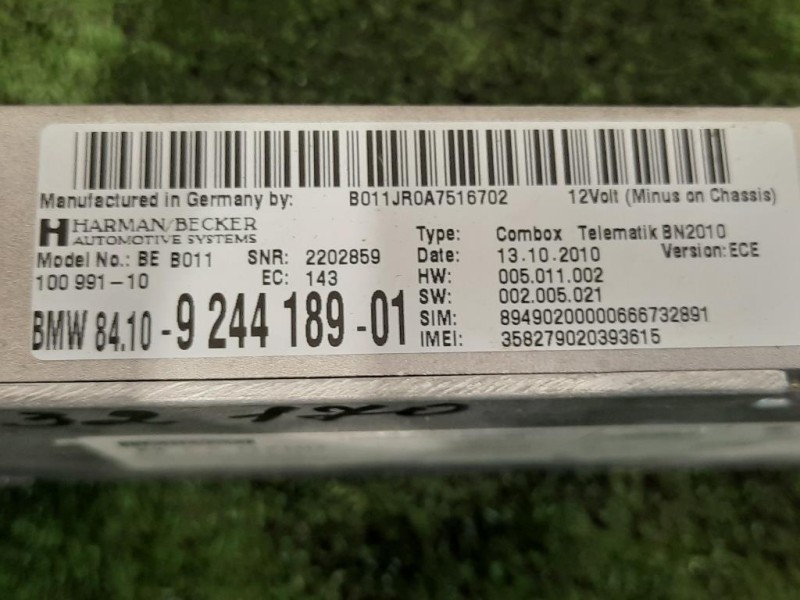 Manufactured in Germany by: B011JR0A7516702 12Volt (Minus on Chassis)
HARMAN/BECKER
AUTOMOTIVE SYSTEMS
Model No.: BE B011 SNR: 2202859
100 991-10 EC: 143
BMW 84.10 - 9 244 189 - 01
Type: Combox Telematik BN2010
Date: 13.10.2010 Version: ECE
HW: 005.011.002
SW: 002.005.021
SIM: 89490200000666732891
IMEI: 358279020393615
32 170